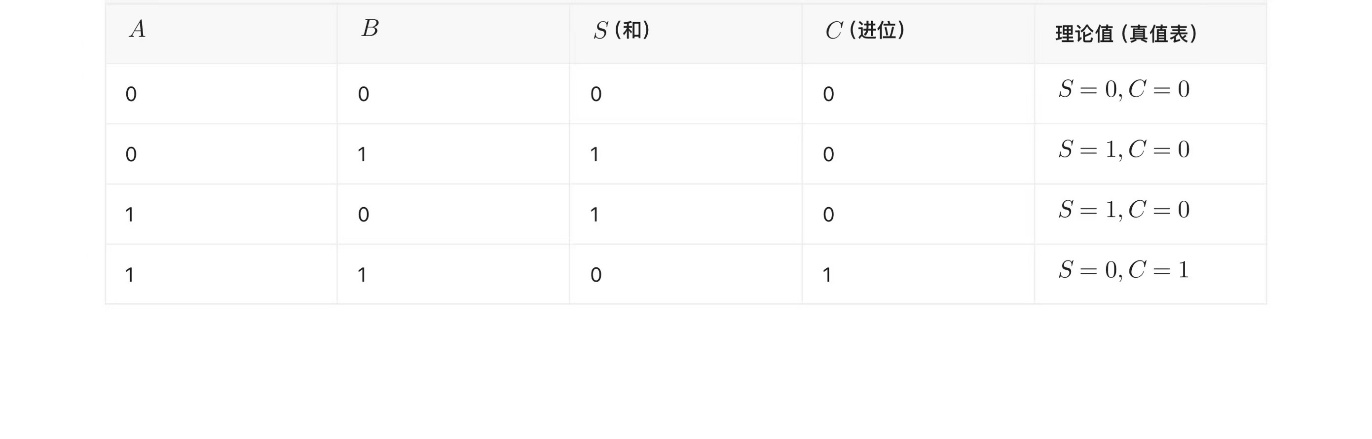 A B S (和) C (进位) 理论值 (真值表)
0 0 0 0 S = 0, C = 0
0 1 1 0 S = 1, C = 0
1 0 1 0 S = 1, C = 0
1 1 0 1 S = 0, C = 1